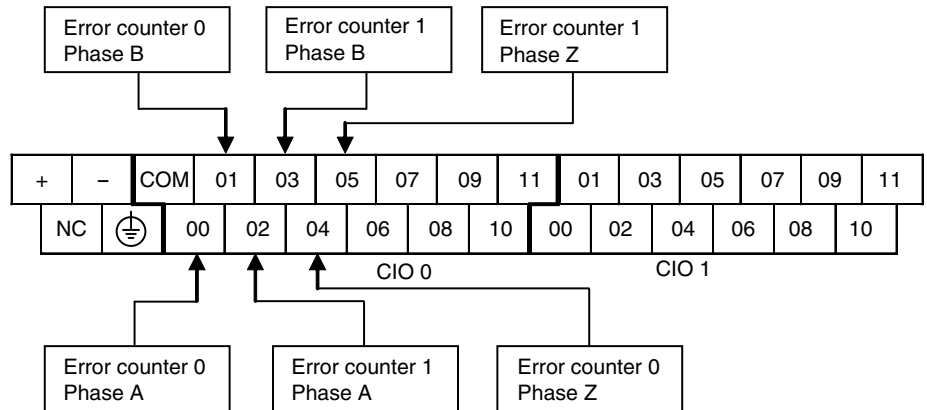 Error counter 0
Phase B
Error counter 1
Phase B
Error counter 1
Phase Z
+ – COM 01 03 05 07 09 11 01 03 05 07 09 11
NC 00 02 04 06 08 10 00 02 04 06 08 10
CIO 0 CIO 1
Error counter 0
Phase A
Error counter 1
Phase A
Error counter 0
Phase Z